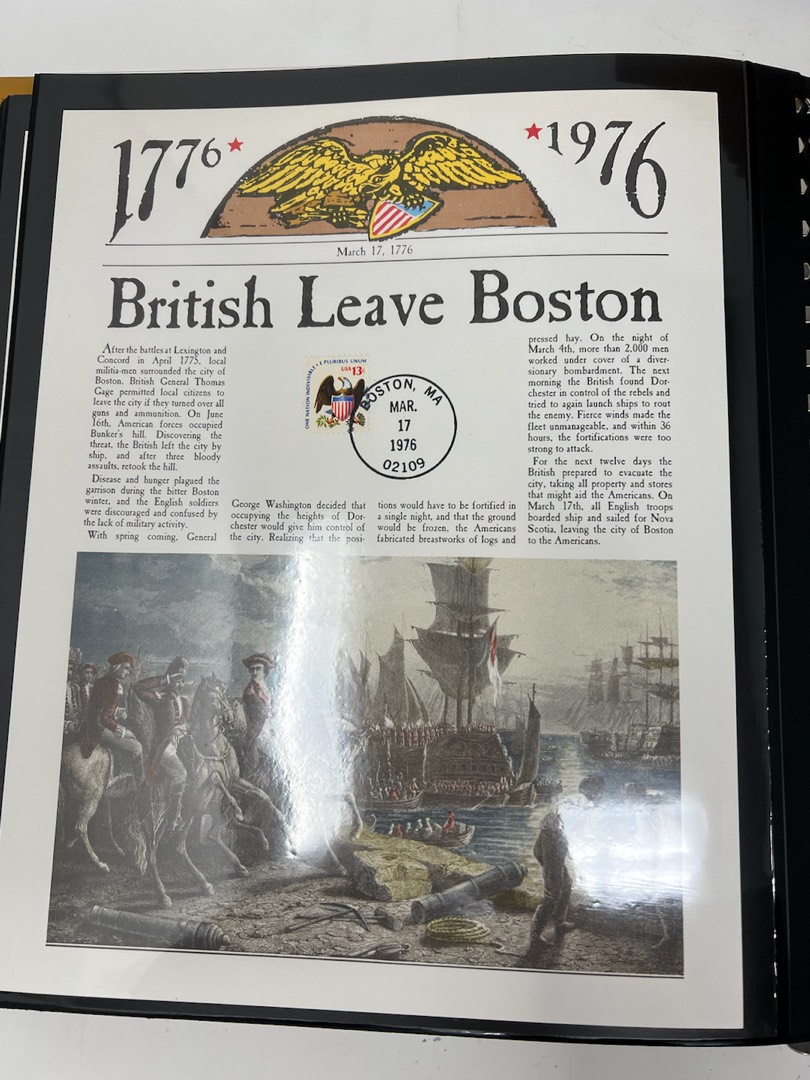 1776 ★ ★ 1976
March 17, 1776
British Leave Boston
After the battles at Lexington and
Concord in April 1775, local
militia-men surrounded the city of
Boston. British General Thomas
Gage permitted local citizens to
leave the city if they turned over all
guns and ammunition. On June
16th, American forces occupied
Bunker's hill. Discovering the
threat, the British left the city by
ship, and after three bloody
assaults, retook the hill.
Disease and hunger plagued the
garrison during the bitter Boston
winter, and the English soldiers
were discouraged and confused by
the lack of military activity.
With spring coming, General
ONE NATION INDIVISIBLE • E PLURIBUS UNUM
USA 13c
BOSTON, MA
MAR.
17
1976
02109
George Washington decided that
occupying the heights of Dor-
chester would give him control of
the city. Realizing that the posi-
tions would have to be fortified in
a single night, and that the ground
would be frozen, the Americans
fabricated breastworks of logs and
pressed hay. On the night of
March 4th, more than 2,000 men
worked under cover of a diver-
sionary bombardment. The next
morning the British found Dor-
chester in control of the rebels and
tried to again launch ships to rout
the enemy. Fierce winds made the
fleet unmanageable, and within 36
hours, the fortifications were too
strong to attack.
For the next twelve days the
British prepared to evacuate the
city, taking all property and stores
that might aid the Americans. On
March 17th, all English troops
boarded ship and sailed for Nova
Scotia, leaving the city of Boston
to the Americans.